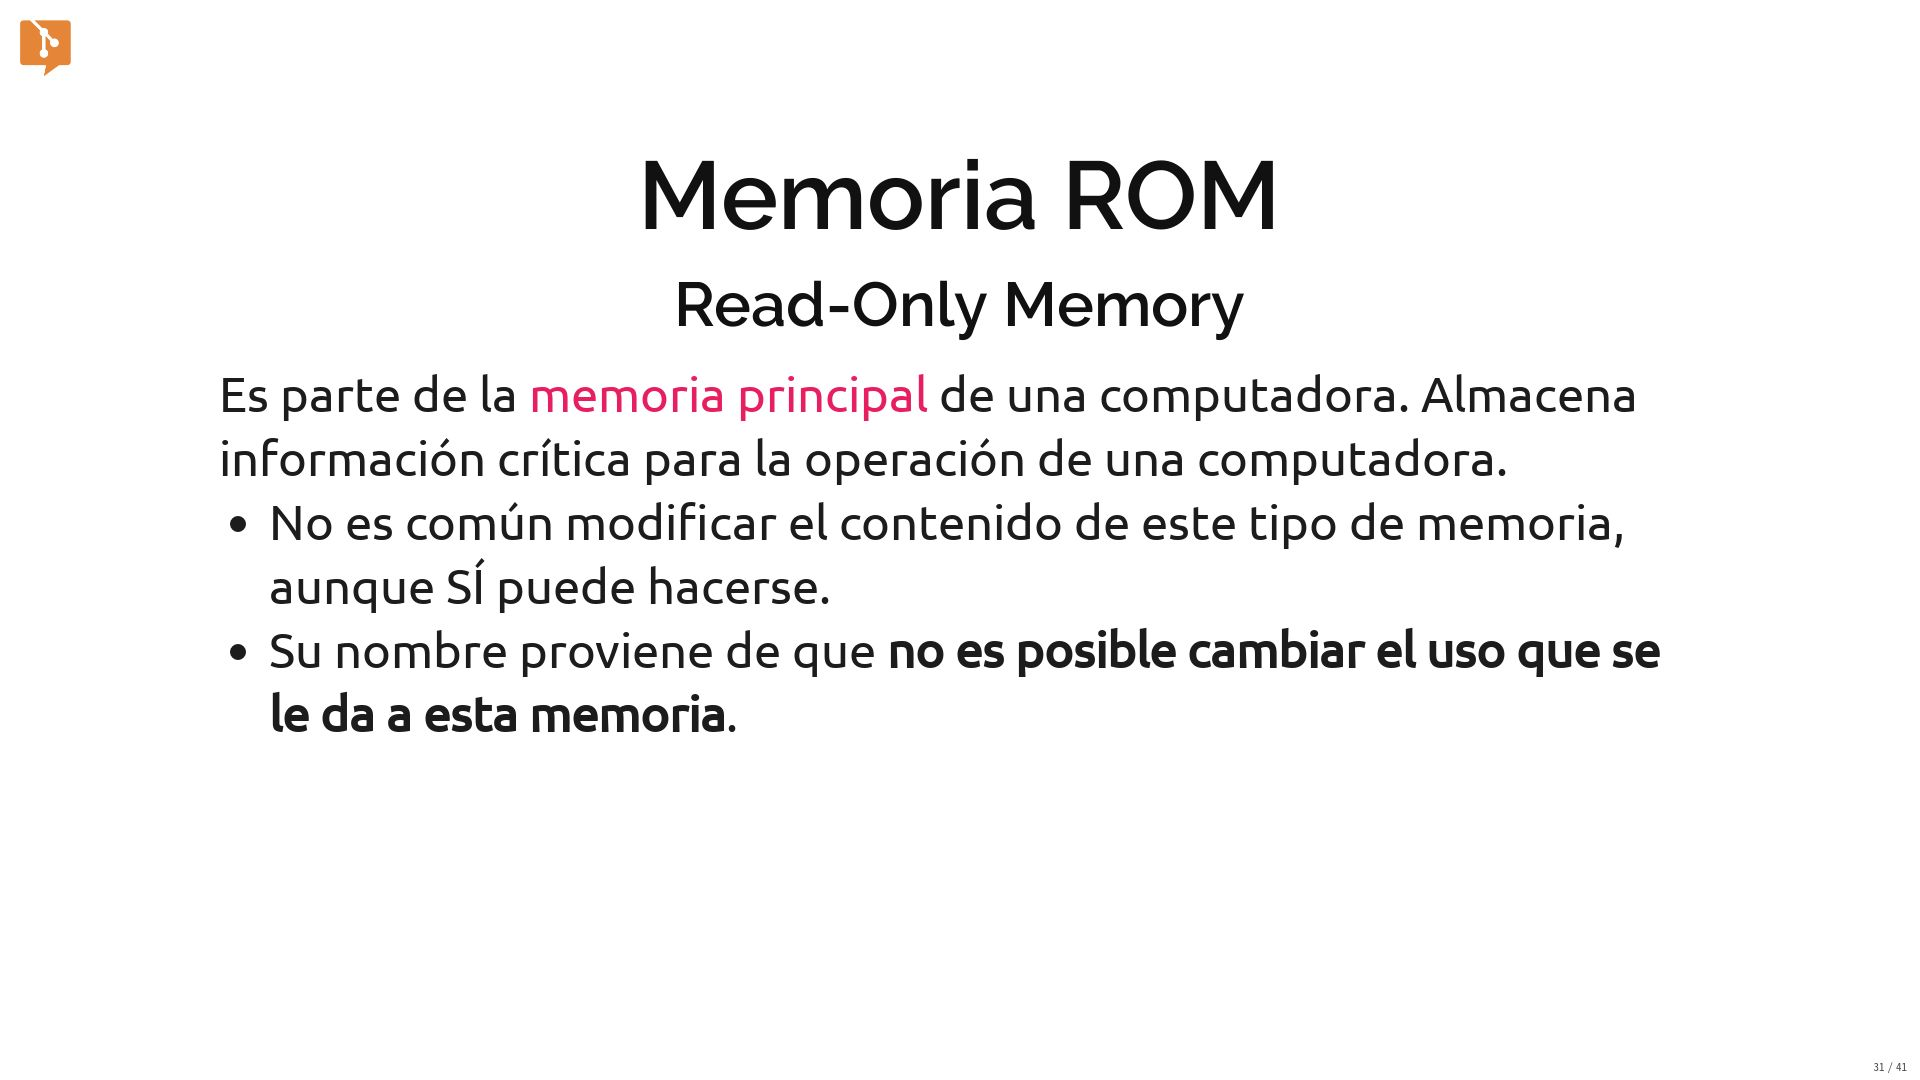 Memoria ROM
Read-Only Memory
Es parte de la memoria principal de una computadora. Almacena
información crítica para la operación de una computadora.
• No es común modificar el contenido de este tipo de memoria,
aunque SÍ puede hacerse.
• Su nombre proviene de que no es posible cambiar el uso que se
le da a esta memoria.
31 / 41